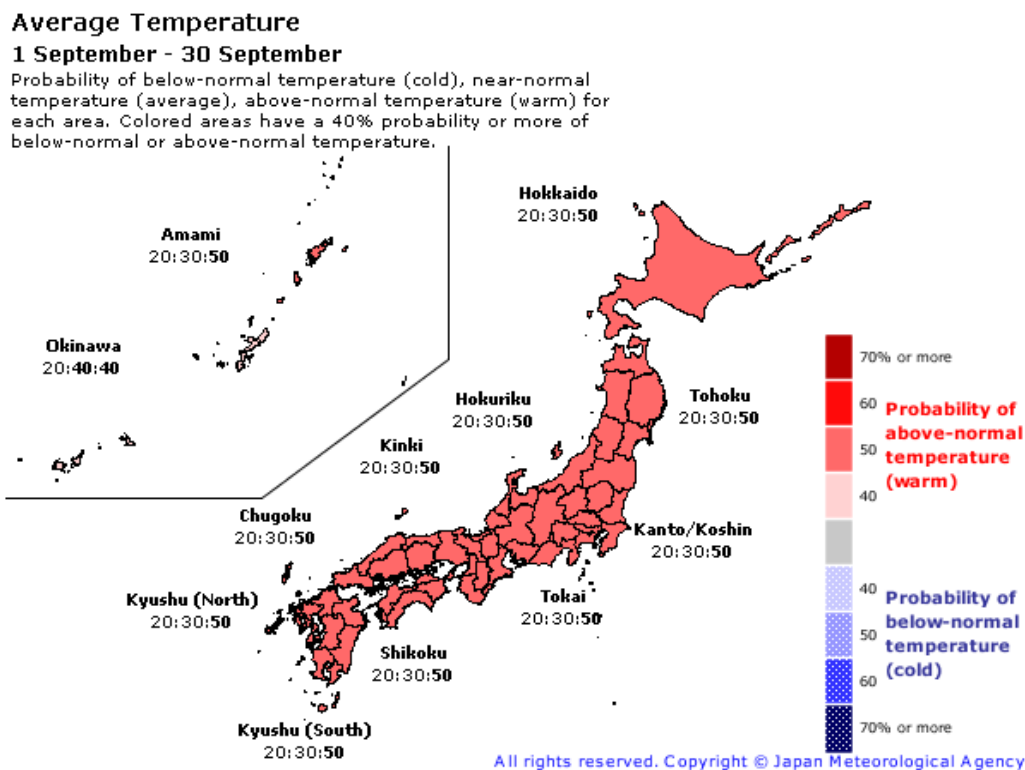 Average Temperature
1 September - 30 September
Probability of below-normal temperature (cold), near-normal
temperature (average), above-normal temperature (warm) for
each area. Colored areas have a 40% probability or more of
below-normal or above-normal temperature.
Hokkaido
20:30:50
Amami
20:30:50
Okinawa
20:40:40
Hokuriku
20:30:50
Tohoku
20:30:50
Kinki
20:30:50
Chugoku
20:30:50
Kanto/Koshin
20:30:50
Kyushu (North)
20:30:50
Tokai
20:30:50
Shikoku
20:30:50
Kyushu (South)
20:30:50
70% or more
60
50
40
Probability of
above-normal
temperature
(warm)
40
50
60
70% or more
Probability of
below-normal
temperature
(cold)
All rights reserved. Copyright © Japan Meteorological Agency